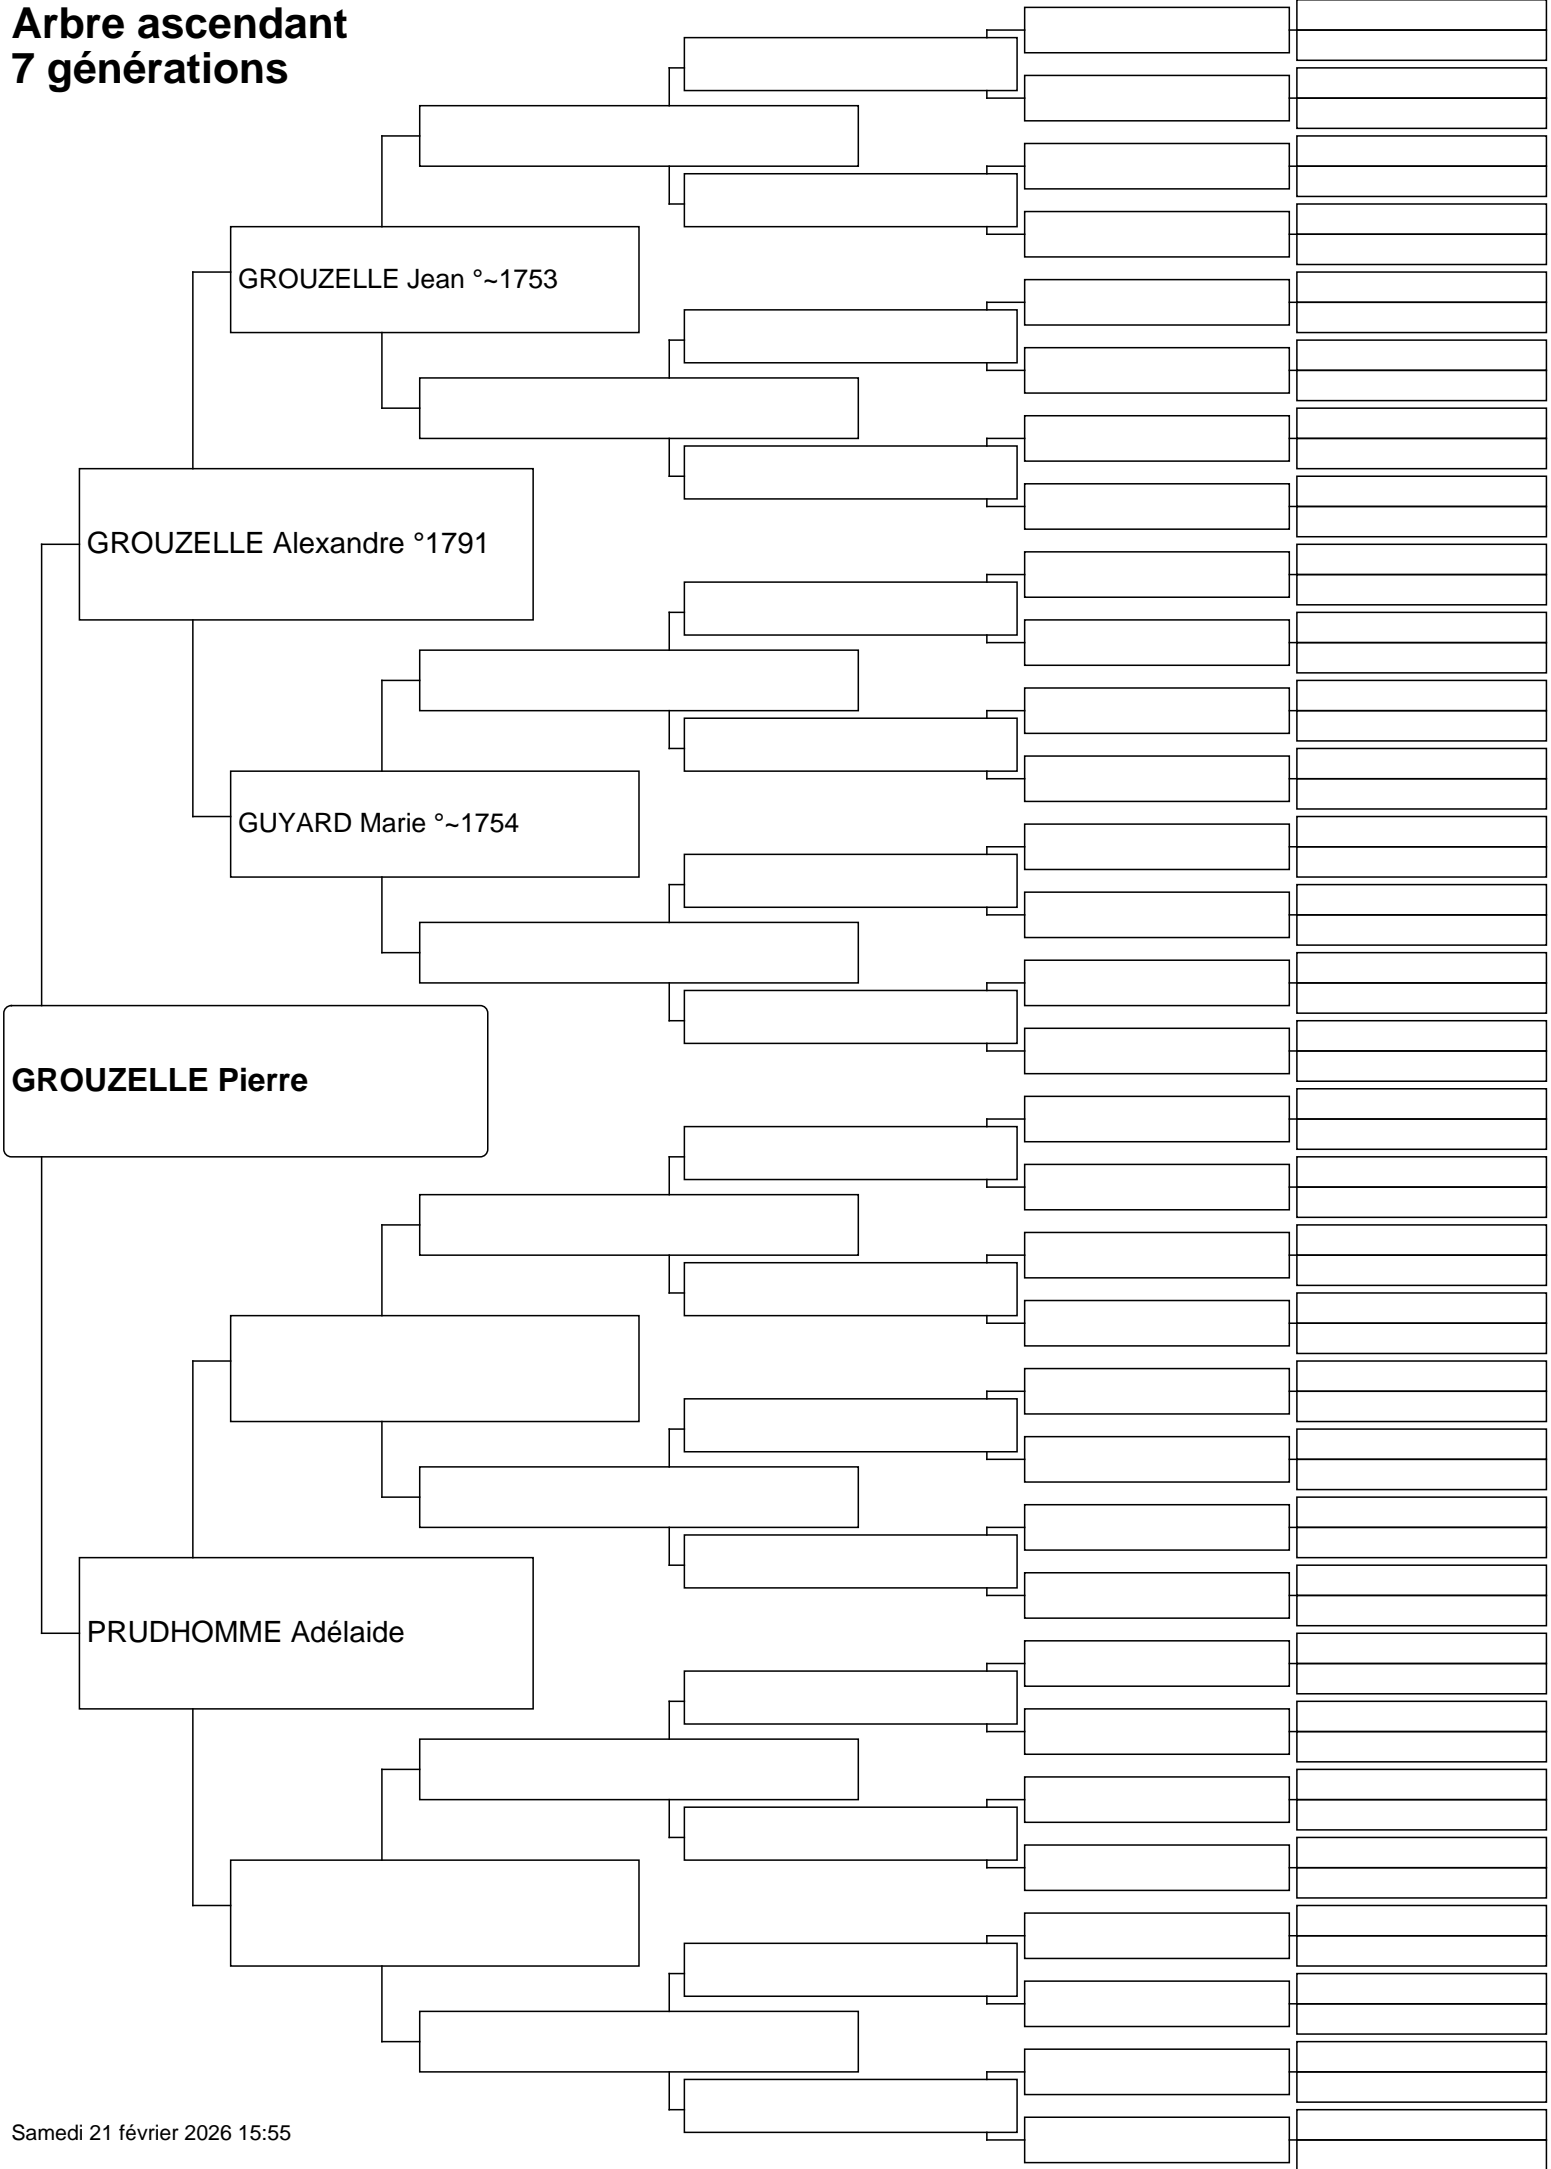 Arbre ascendant
7 générations
GROUZELLE Jean °~1753
GROUZELLE Alexandre °1791
GUYARD Marie °~1754
GROUZELLE Pierre
PRUDHOMME Adélaide
Samedi 21 février 2026 15:55